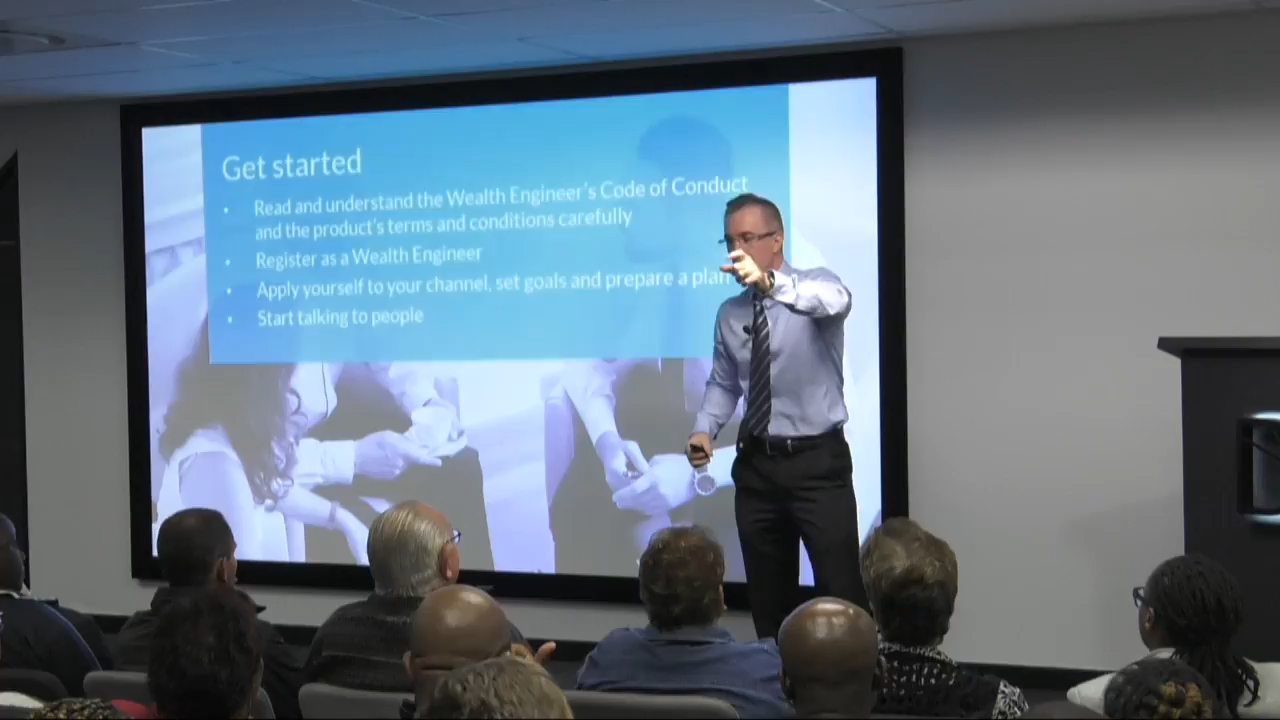 Get started
• Read and understand the Wealth Engineer's Code of Conduct
and the product's terms and conditions carefully
• Register as a Wealth Engineer
• Apply yourself to your channel, set goals and prepare a plan
• Start talking to people